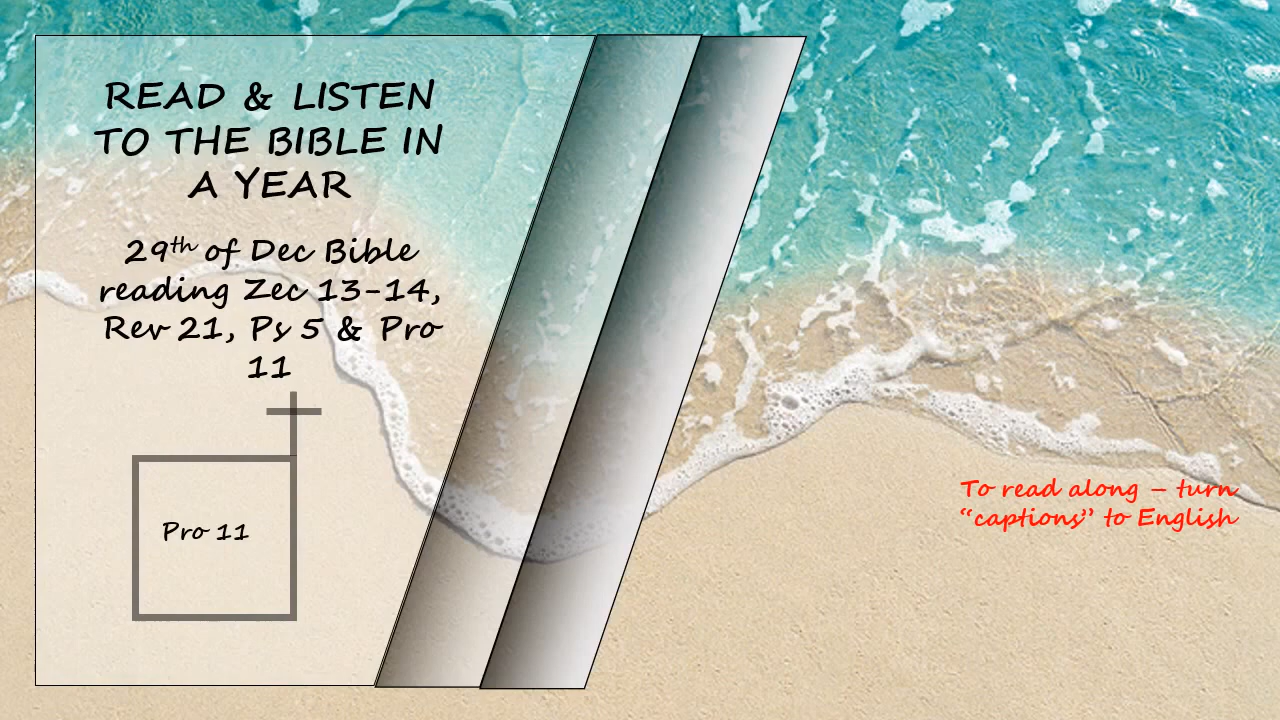 READ & LISTEN
TO THE BIBLE IN
A YEAR
29th of Dec Bible
reading Zec 13-14,
Rev 21, Ps 5 & Pro
11
Pro 11
To read along – turn
“captions” to English